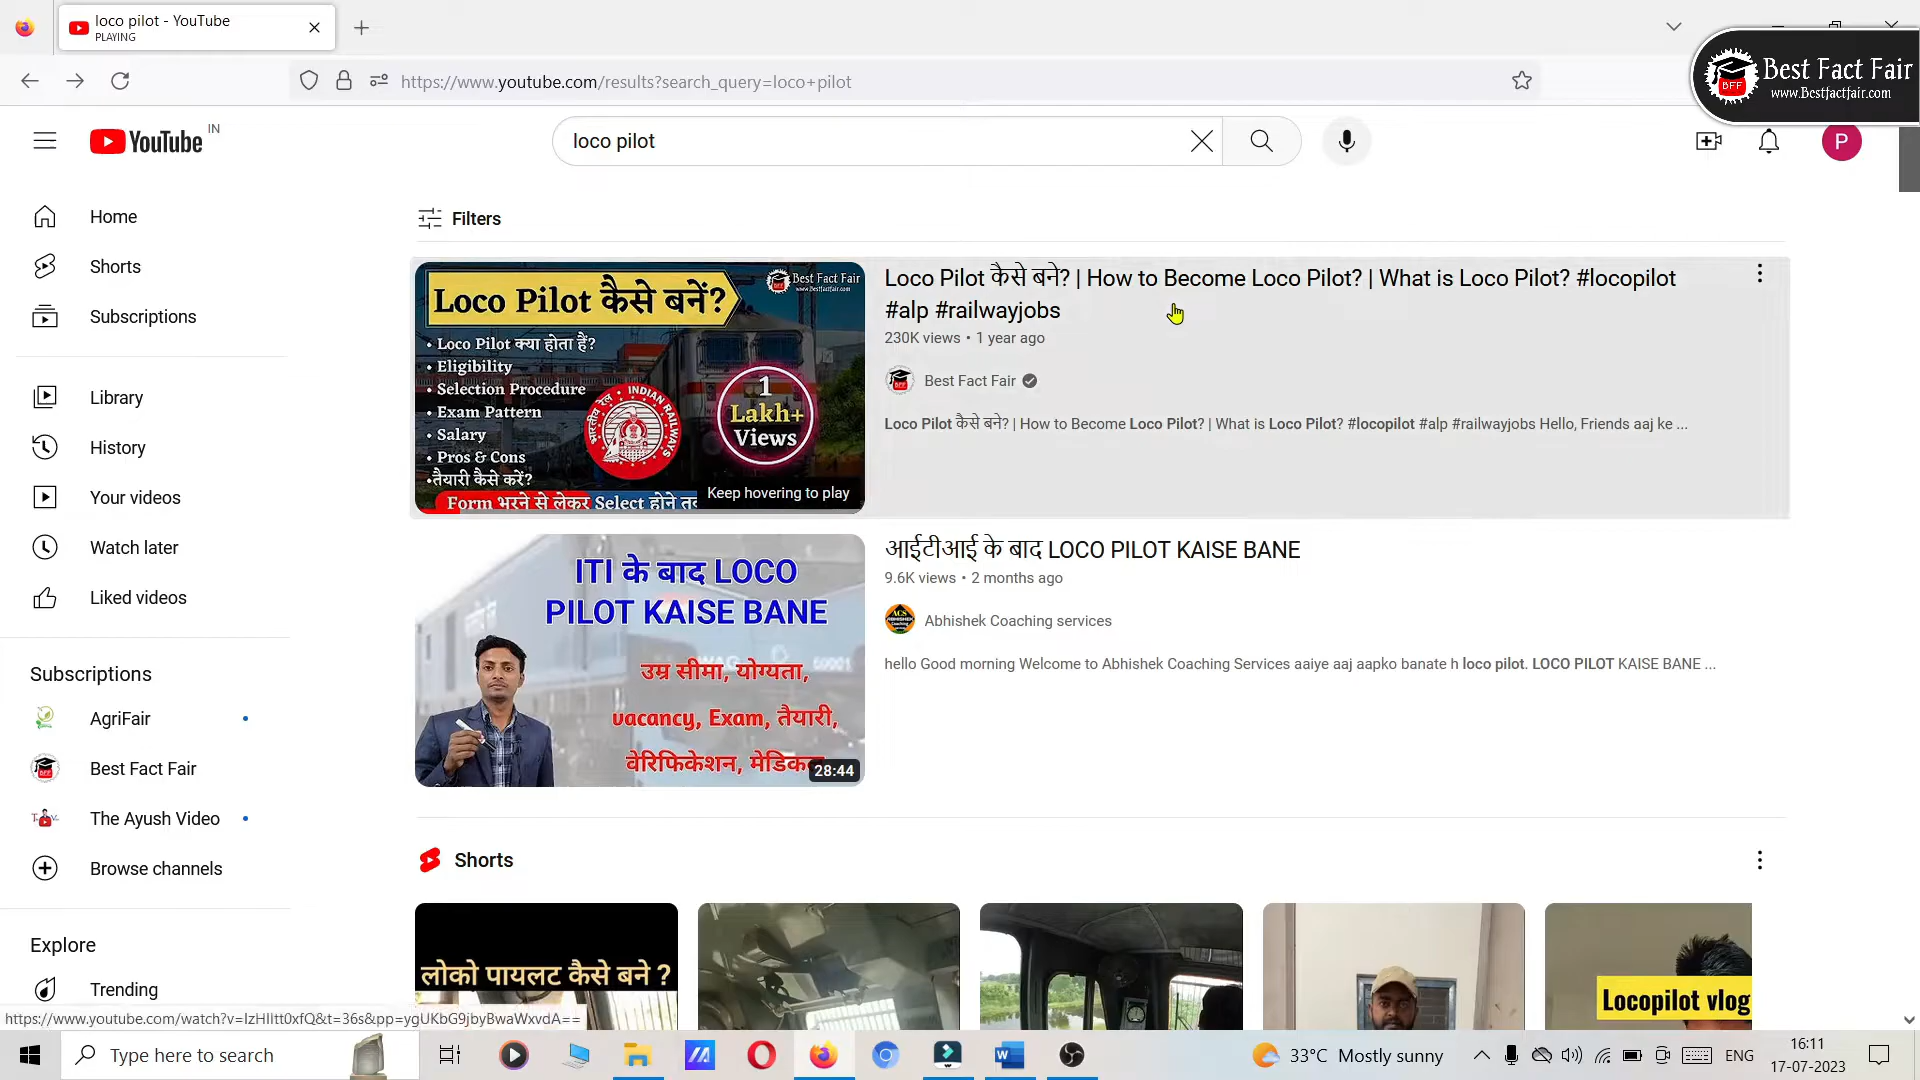 loco pilot - YouTube
PLAYING
https://www.youtube.com/results?search_query=loco+pilot
Best Fact Fair
www.Bestfactfair.com
BFF
YouTube IN
loco pilot
P
Home
Shorts
Subscriptions
Library
History
Your videos
Watch later
Liked videos
Subscriptions
AgriFair
Best Fact Fair
The Ayush Video
Browse channels
Explore
Trending
Filters
Loco Pilot कैसे बनें?
Best Fact Fair
www.Bestfactfair.com
• Loco Pilot क्या होता हैं?
• Eligibility
• Selection Procedure
• Exam Pattern
• Salary
• Pros & Cons
•तैयारी कैसे करें?
Form भरने से लेकर Select होने तक
INDIAN RAILWAYS
भारतीय रेल
1
Lakh+
Views
Keep hovering to play
Loco Pilot कैसे बने? | How to Become Loco Pilot? | What is Loco Pilot? #locopilot
#alp #railwayjobs
230K views • 1 year ago
Best Fact Fair
Loco Pilot कैसे बने? | How to Become Loco Pilot? | What is Loco Pilot? #locopilot #alp #railwayjobs Hello, Friends aaj ke ...
ITI के बाद LOCO
PILOT KAISE BANE
उम्र सीमा, योग्यता,
vacancy, Exam, तैयारी,
वेरिफिकेशन, मेडिकल
28:44
आईटीआई के बाद LOCO PILOT KAISE BANE
9.6K views • 2 months ago
Abhishek Coaching services
hello Good morning Welcome to Abhishek Coaching Services aaiye aaj aapko banate h loco pilot. LOCO PILOT KAISE BANE ...
Shorts
लोको पायलट कैसे बने ?
Locopilot vlog
https://www.youtube.com/watch?v=IzHIItt0xfQ&t=36s&pp=ygUKbG9jbyBwaWxvdA==
Type here to search
33°C Mostly sunny
ENG
16:11
17-07-2023